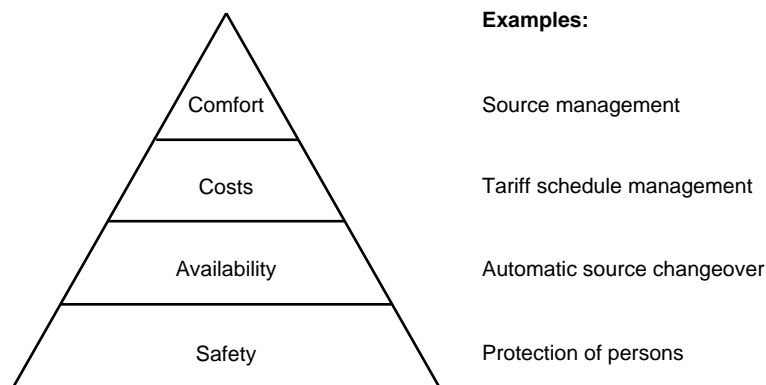 Examples:
Comfort Source management
Costs Tariff schedule management
Availability Automatic source changeover
Safety Protection of persons